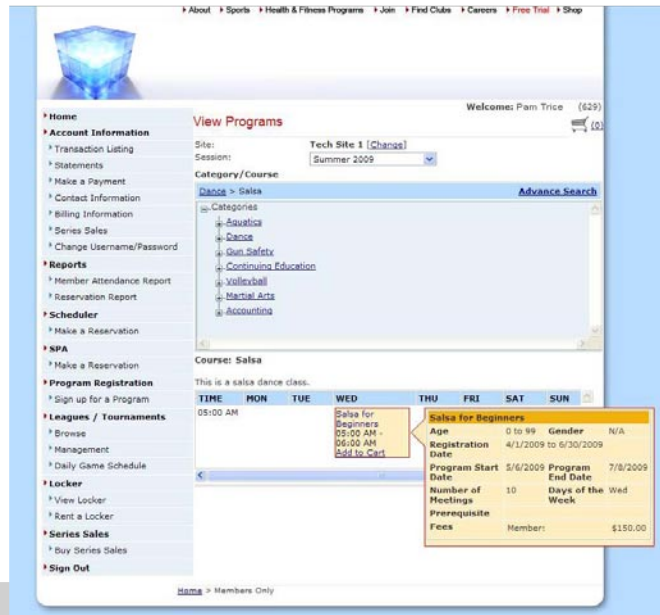 About Sports Health & Fitness Programs Join Find Clubs Careers Free Trial Shop
Welcome: Pam Trice (629)
(0)
Home
Account Information
Transaction Listing
Statements
Make a Payment
Contact Information
Billing Information
Series Sales
Change Username/Password
Reports
Member Attendance Report
Reservation Report
Scheduler
Make a Reservation
SPA
Make a Reservation
Program Registration
Sign up for a Program
Leagues / Tournaments
Browse
Management
Daily Game Schedule
Locker
View Locker
Rent a Locker
Series Sales
Buy Series Sales
Sign Out
View Programs
Site: Tech Site 1 [Change]
Session: Summer 2009
Category/Course
Dance > Salsa Advance Search
Categories
Aquatics
Dance
Gun Safety
Continuing Education
Volleyball
Martial Arts
Accounting
Course: Salsa
This is a salsa dance class.
TIME MON TUE WED THU FRI SAT SUN
05:00 AM
Salsa for
Beginners
05:00 AM -
06:00 AM
Add to Cart
Salsa for Beginners
Age 0 to 99 Gender N/A
Registration 4/1/2009 to 6/30/2009
Date
Program Start 5/6/2009 Program 7/8/2009
Date End Date
Number of 10 Days of the Wed
Meetings Week
Prerequisite
Fees Member: $150.00
Home > Members Only